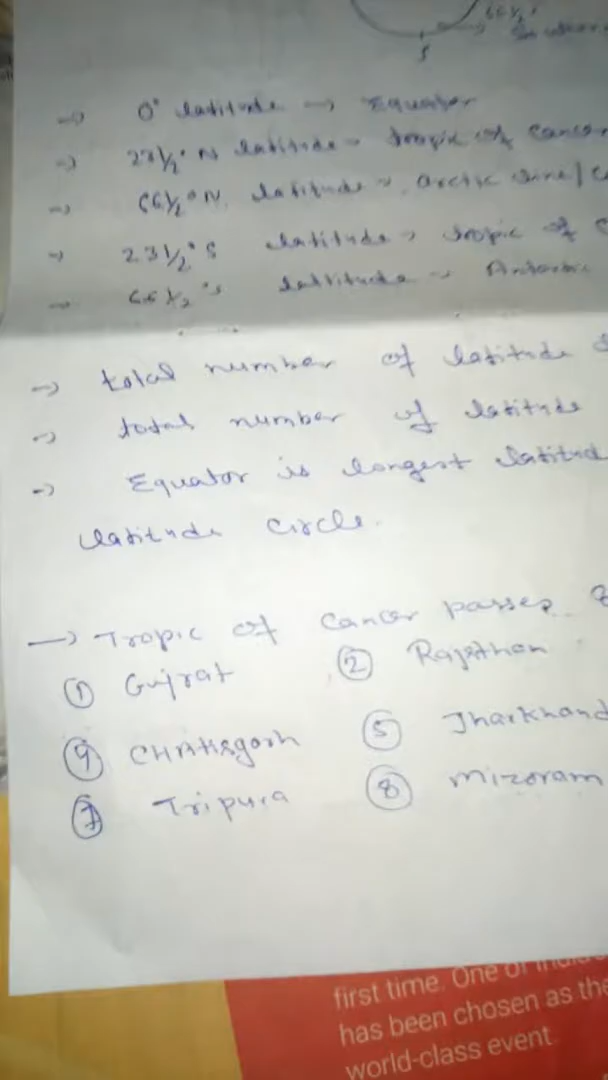 66½°
S
→ 0° latitude → Equator
→ 23½° N latitude → tropic of cancer
→ 66½° N. latitude → arctic
→ 23½° S latitude → tropic of
→ 66½° S latitude →
→ total number of latitude
→ total number of latitude
→ Equator is longest latitud
latitude circle.
→ Tropic of cancer passes
① Gujrat ② Rajsthan
④ CHhatisgarh ⑤ Jharkhand
⑦ Tripura ⑧ mizoram
first time. One of
has been chosen as the
world-class event